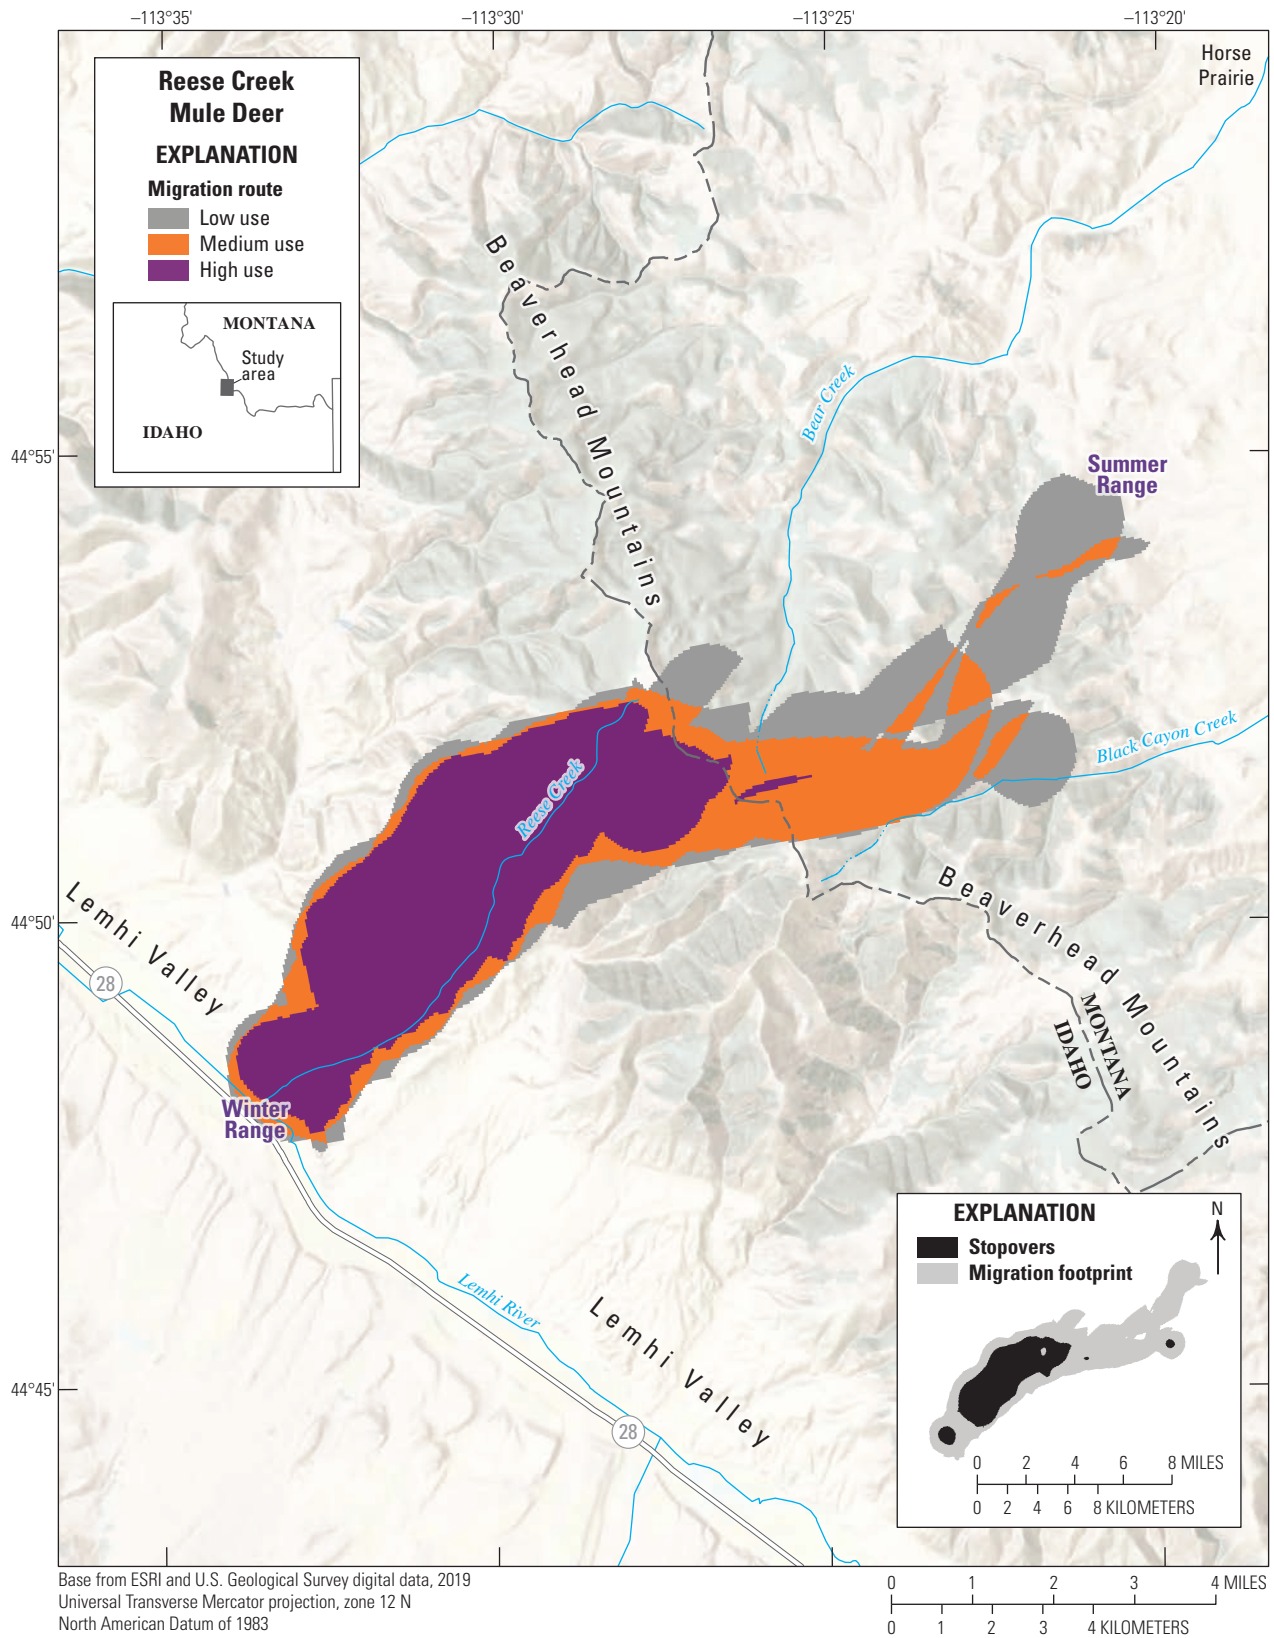 –113°35'
–113°30'
–113°25'
–113°20'
Horse
Prairie
Reese Creek
Mule Deer
EXPLANATION
Migration route
Low use
Medium use
High use
MONTANA
Study
area
IDAHO
Beaverhead Mountains
Bear Creek
44°55'
Summer
Range
Black Cayon Creek
Reese Creek
Lemhi Valley
44°50'
28
Beaverhead Mountains
MONTANA
IDAHO
Winter
Range
Lemhi River
Lemhi Valley
44°45'
28
EXPLANATION
N
Stopovers
Migration footprint
0 2 4 6 8 MILES
0 2 4 6 8 KILOMETERS
Base from ESRI and U.S. Geological Survey digital data, 2019
Universal Transverse Mercator projection, zone 12 N
North American Datum of 1983
0 1 2 3 4 MILES
0 1 2 3 4 KILOMETERS